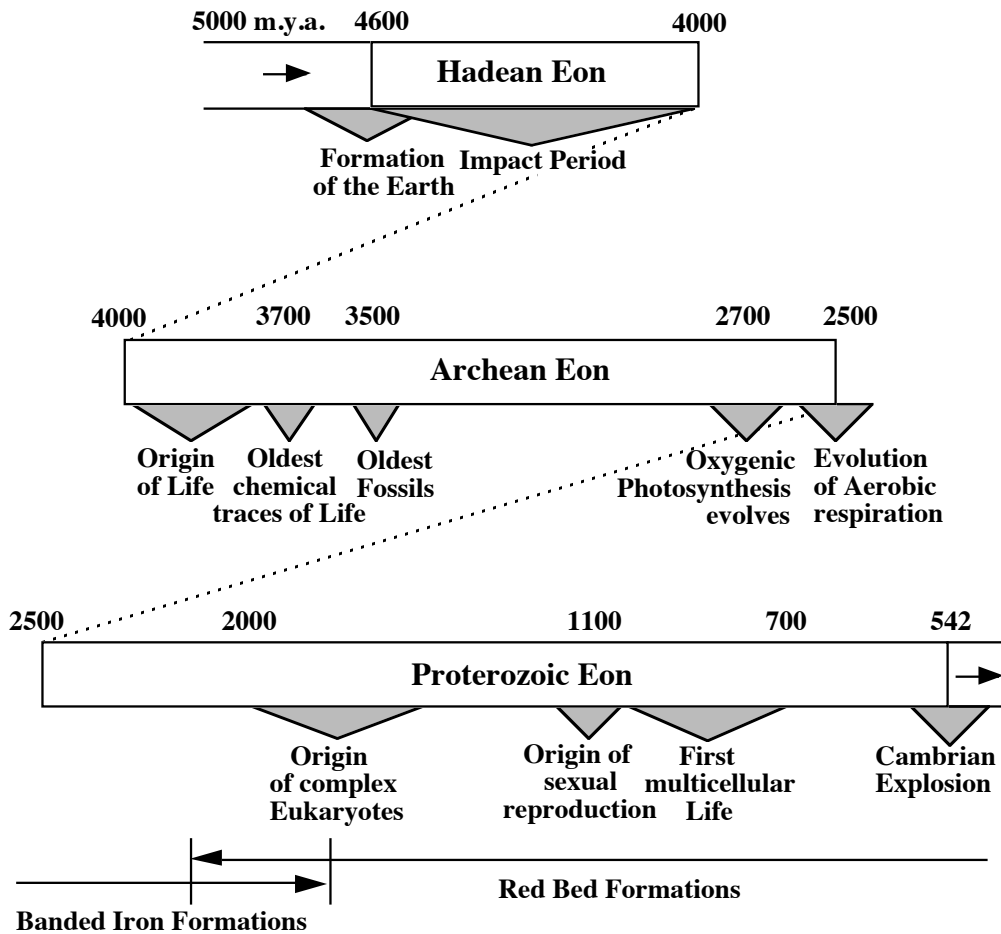 5000 m.y.a. 4600 4000
Hadean Eon
Formation
of the Earth
Impact Period
4000 3700 3500 2700 2500
Archean Eon
Origin
of Life
Oldest
chemical
traces of Life
Oldest
Fossils
Oxygenic
Photosynthesis
evolves
Evolution
of Aerobic
respiration
2500 2000 1100 700 542
Proterozoic Eon
Origin
of complex
Eukaryotes
Origin of
sexual
reproduction
First
multicellular
Life
Cambrian
Explosion
Red Bed Formations
Banded Iron Formations